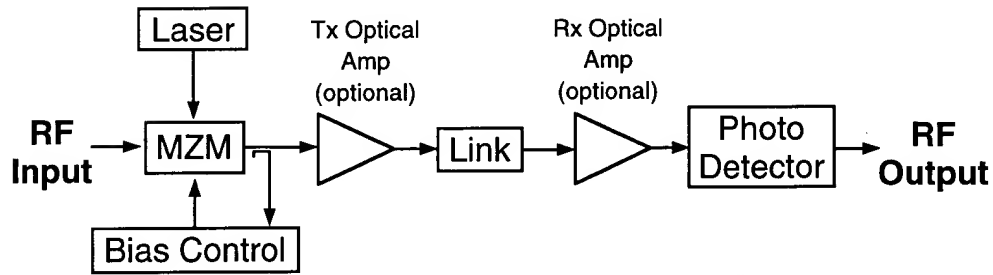 Laser
Tx Optical
Amp
(optional)
Rx Optical
Amp
(optional)
RF
Input
MZM
Link
Photo
Detector
RF
Output
Bias Control